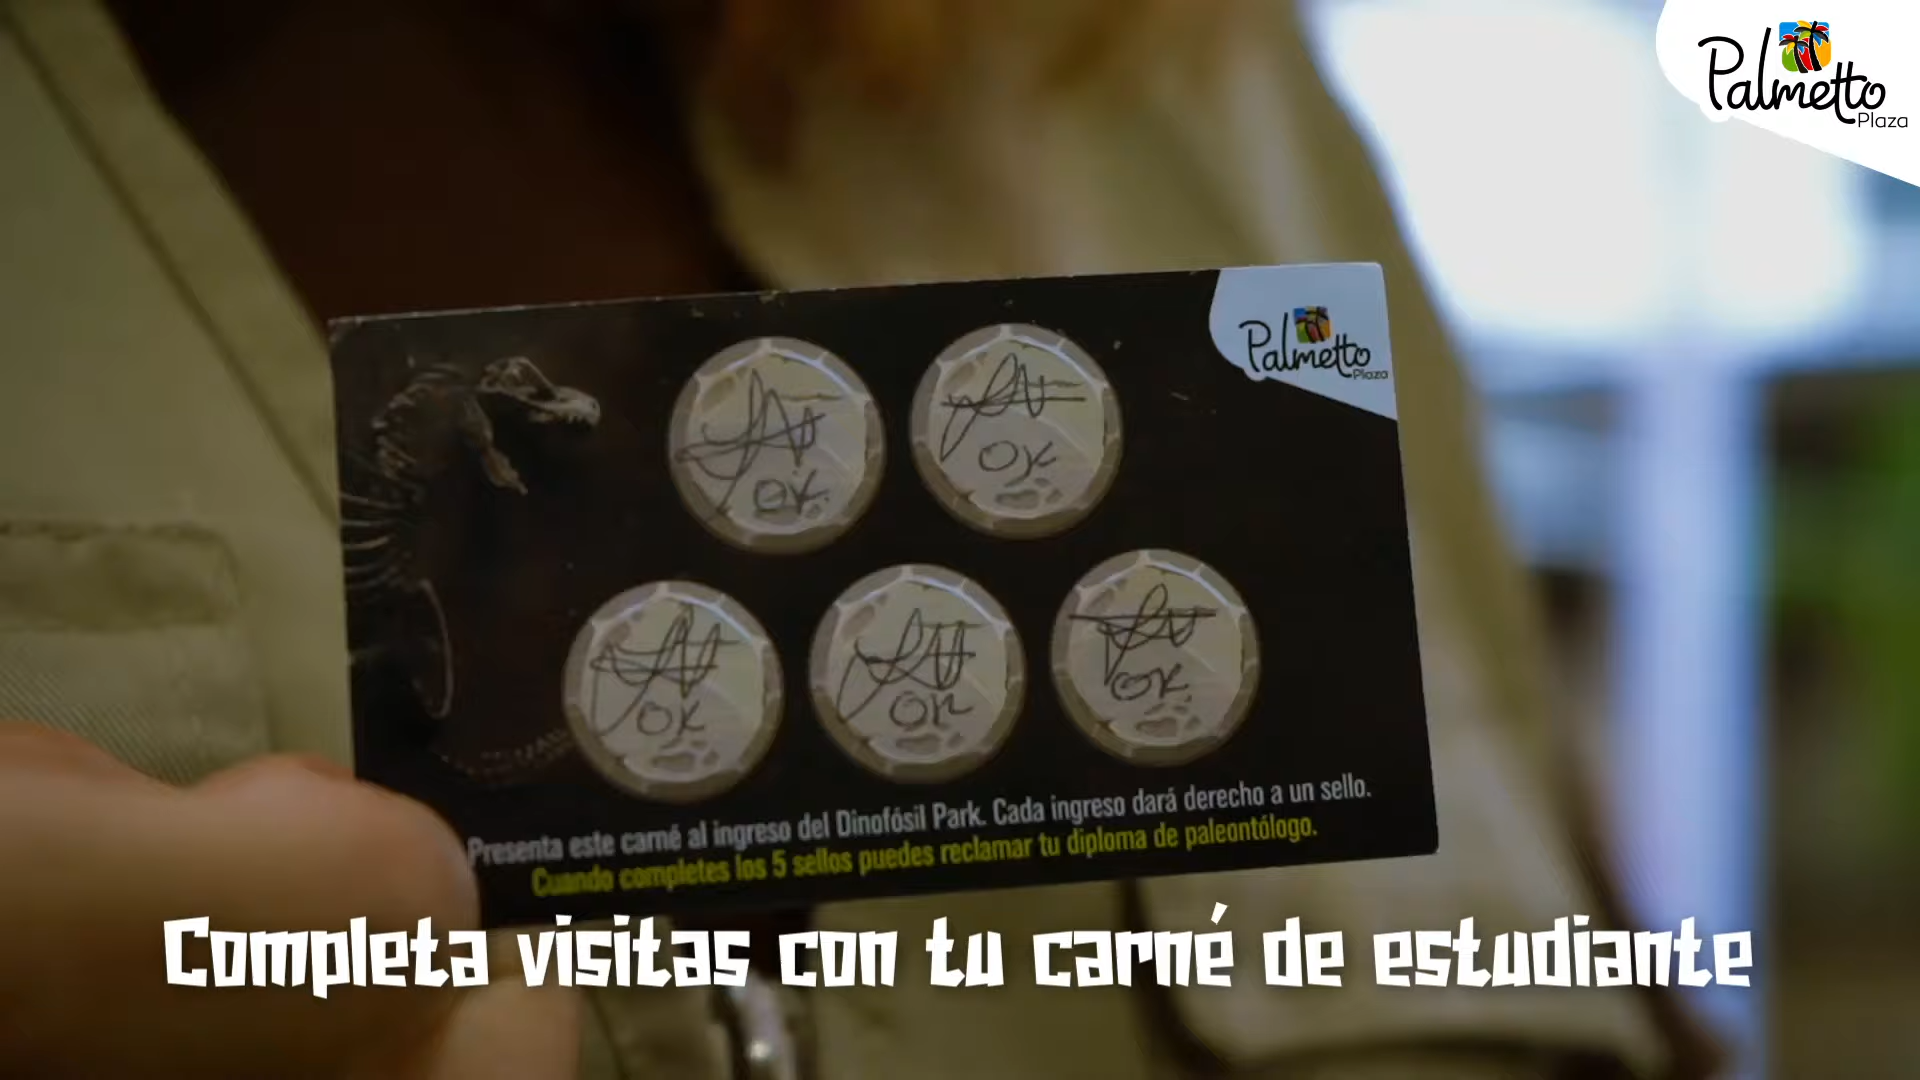 Palmetto
Plaza
Palmetto
Plaza
OK.
OK
OK
OK
OK.
Presenta este carné al ingreso del Dinofósil Park. Cada ingreso dará derecho a un sello.
Cuando completes los 5 sellos puedes reclamar tu diploma de paleontólogo.
Completa visitas con tu carné de estudiante